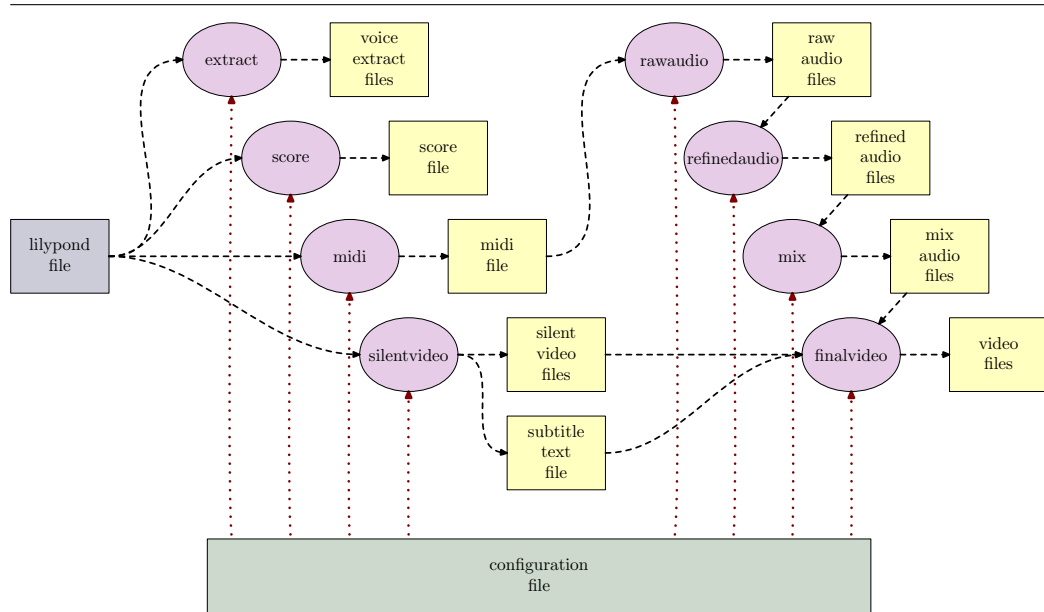 extract
voice
extract
files
rawaudio
raw
audio
files
score
score
file
refinedaudio
refined
audio
files
lilypond
file
midi
midi
file
mix
mix
audio
files
silentvideo
silent
video
files
finalvideo
video
files
subtitle
text
file
configuration
file